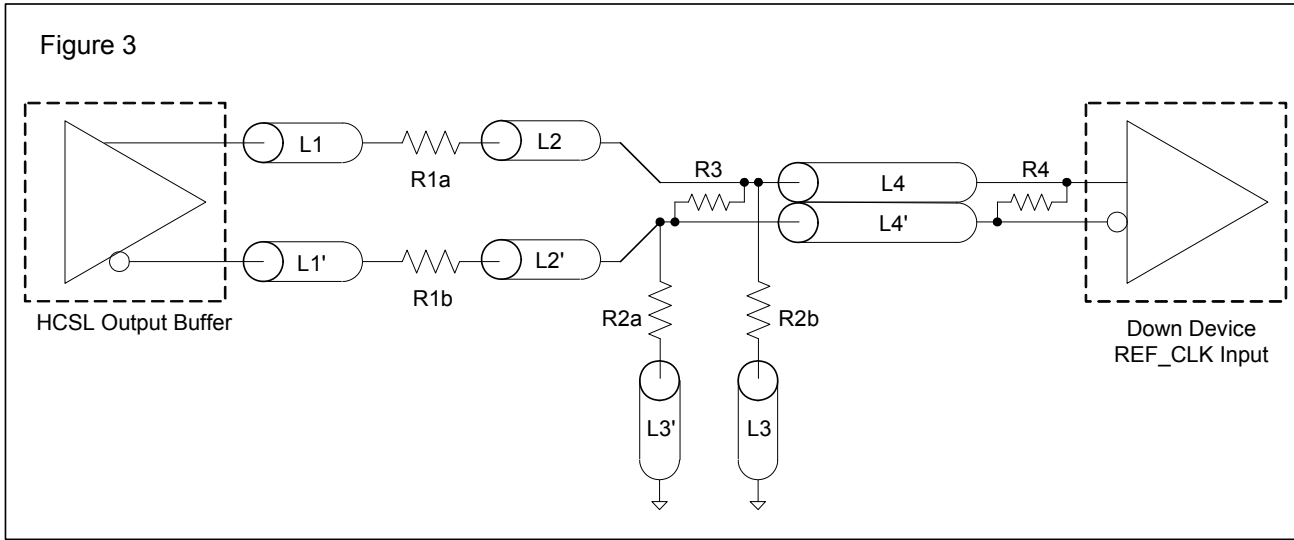 Figure 3
L1
R1a
L2
R3
L4
R4
L1'
R1b
L2'
L4'
HCSL Output Buffer
R2a
R2b
Down Device
REF_CLK Input
L3'
L3